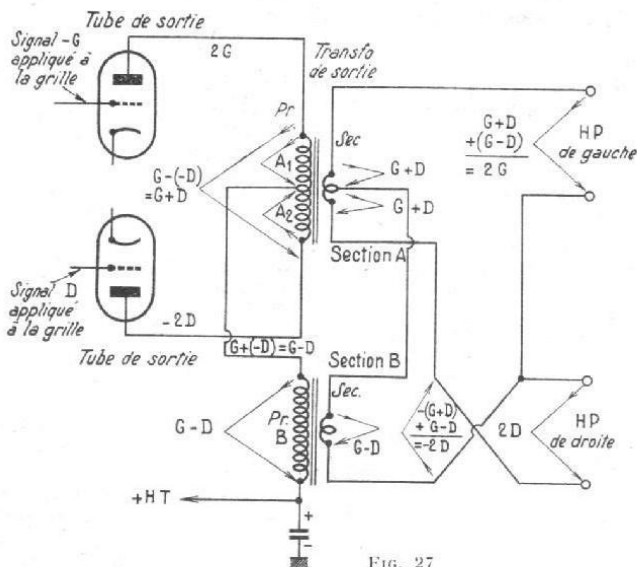 Tube de sortie
Signal -G
appliqué à
la grille
2G
Transfo
de sortie
Pr
Sec
A1
A2
G-(-D)
=G+D
G+D
G+D
G+D
+(G-D)
= 2G
HP
de gauche
Section A
Signal D
appliqué
à la grille
-2D
Tube de sortie
G+(-D)=G-D
Section B
Sec.
G-D
Pr.
B
G-D
-(G+D)
+ G-D
=-2D
2D
HP
de droite
+HT
+
-
FIG. 27